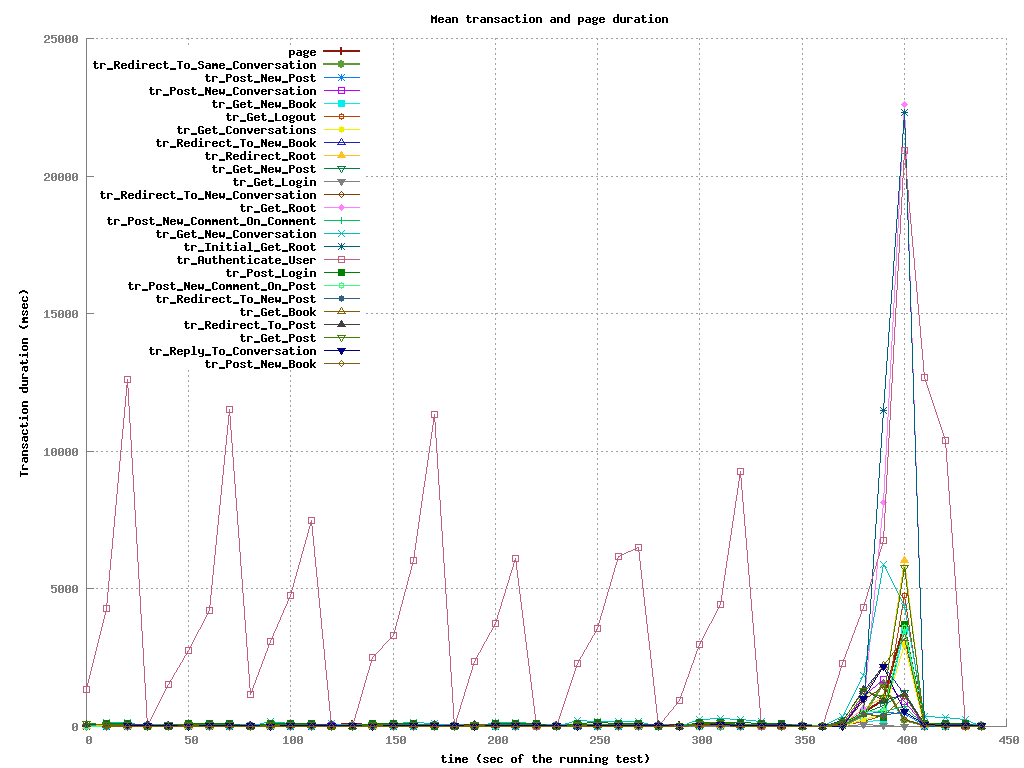 Mean transaction and page duration
25000
20000
15000
10000
5000
0
Transaction duration (msec)
page
tr_Redirect_To_Same_Conversation
tr_Post_New_Post
tr_Post_New_Conversation
tr_Get_New_Book
tr_Get_Logout
tr_Get_Conversations
tr_Redirect_To_New_Book
tr_Redirect_Root
tr_Get_New_Post
tr_Get_Login
tr_Redirect_To_New_Conversation
tr_Get_Root
tr_Post_New_Comment_On_Comment
tr_Get_New_Conversation
tr_Initial_Get_Root
tr_Authenticate_User
tr_Post_Login
tr_Post_New_Comment_On_Post
tr_Redirect_To_New_Post
tr_Get_Book
tr_Redirect_To_Post
tr_Get_Post
tr_Reply_To_Conversation
tr_Post_New_Book
0 50 100 150 200 250 300 350 400 450
time (sec of the running test)